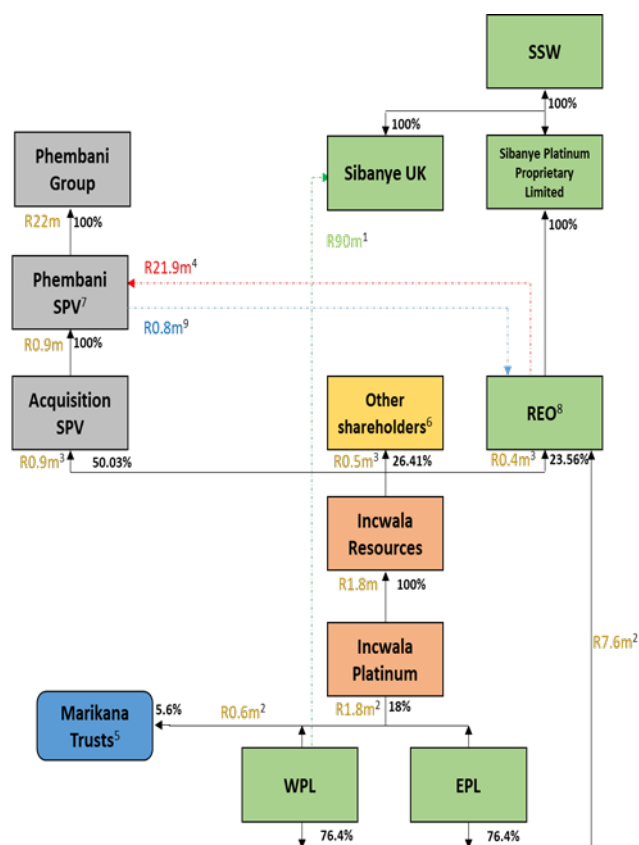 SSW
100%
100%
Phembani
Group
Sibanye UK
Sibanye Platinum
Proprietary
Limited
R22m
100%
100%
R90m¹
Phembani
SPV⁷
R21.9m⁴
R0.9m
100%
R0.8m⁹
Acquisition
SPV
Other
shareholders⁶
REO⁸
R0.9m³
50.03%
R0.5m³
26.41%
R0.4m³
23.56%
Incwala
Resources
R1.8m
100%
Incwala
Platinum
R7.6m²
Marikana
Trusts⁵
5.6%
R0.6m²
R1.8m²
18%
WPL
EPL
76.4%
76.4%